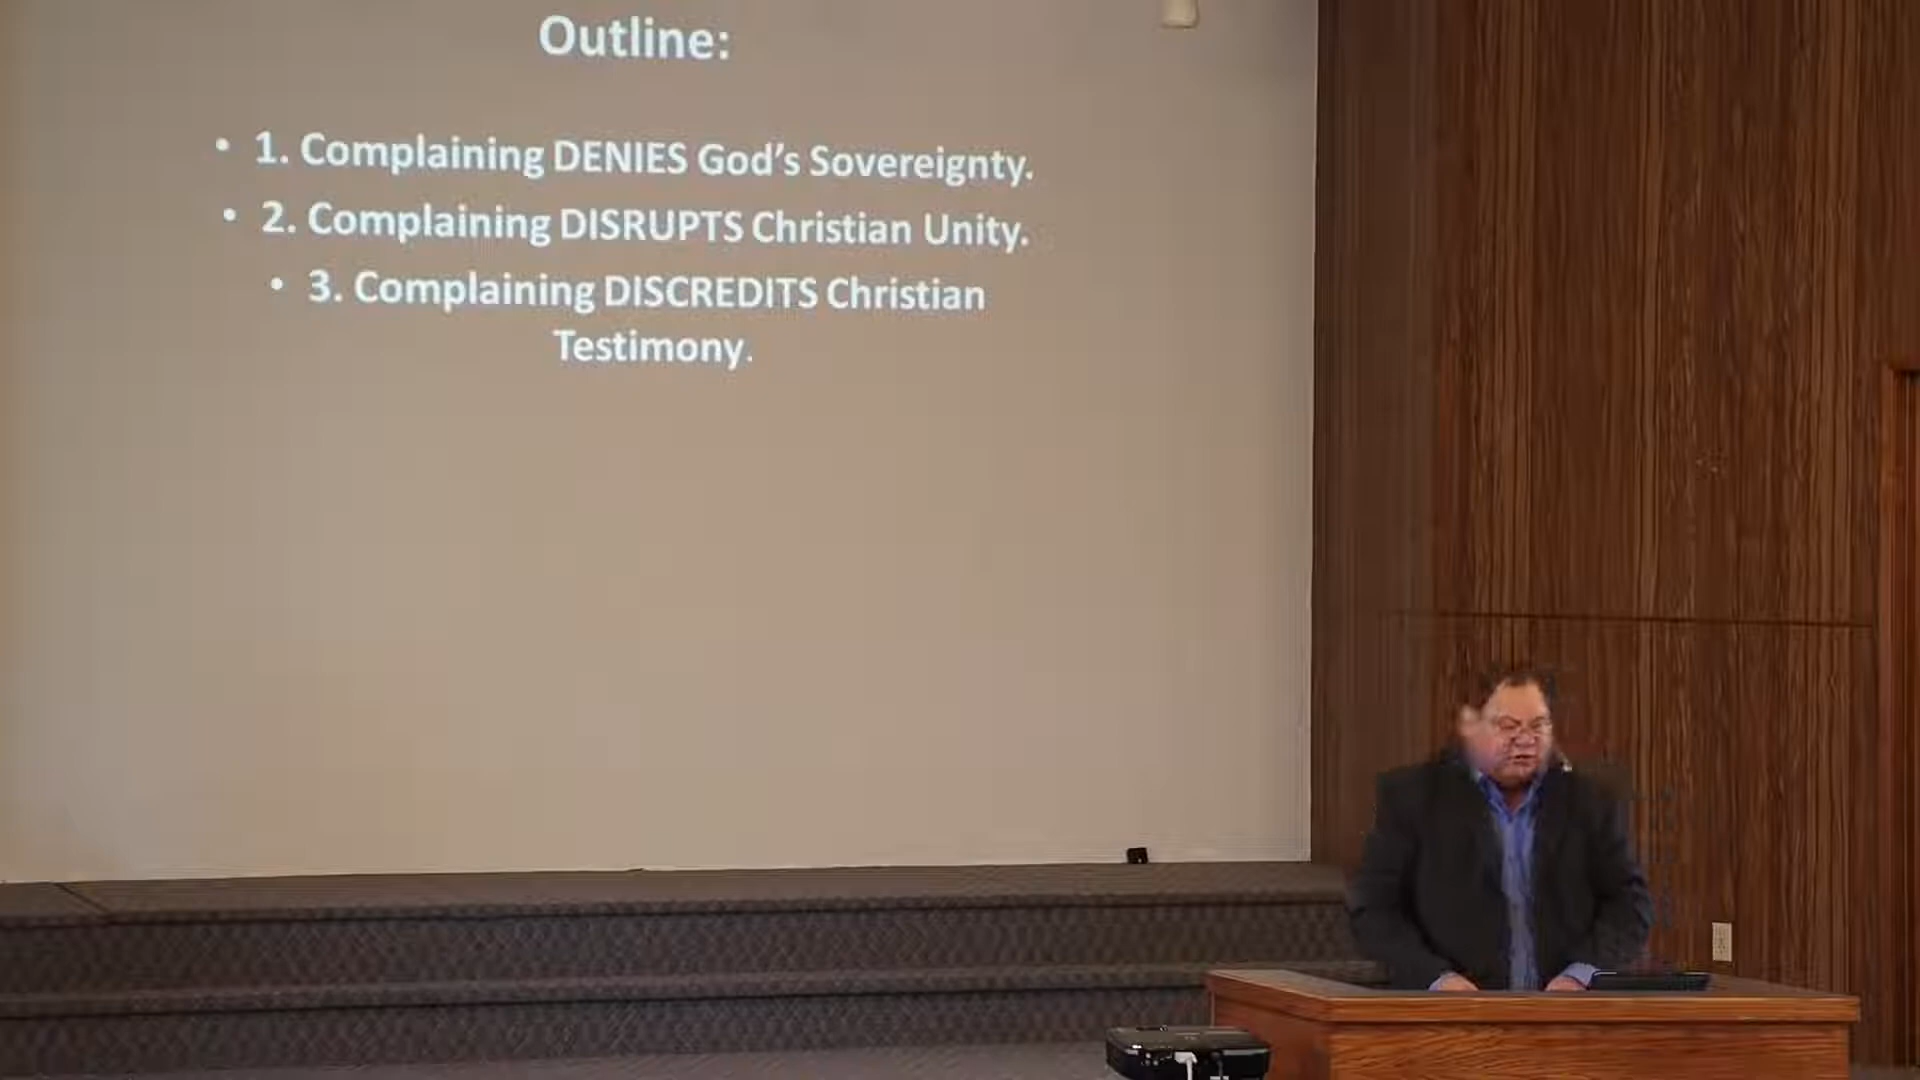 Outline:
• 1. Complaining DENIES God’s Sovereignty.
• 2. Complaining DISRUPTS Christian Unity.
• 3. Complaining DISCREDITS Christian
Testimony.